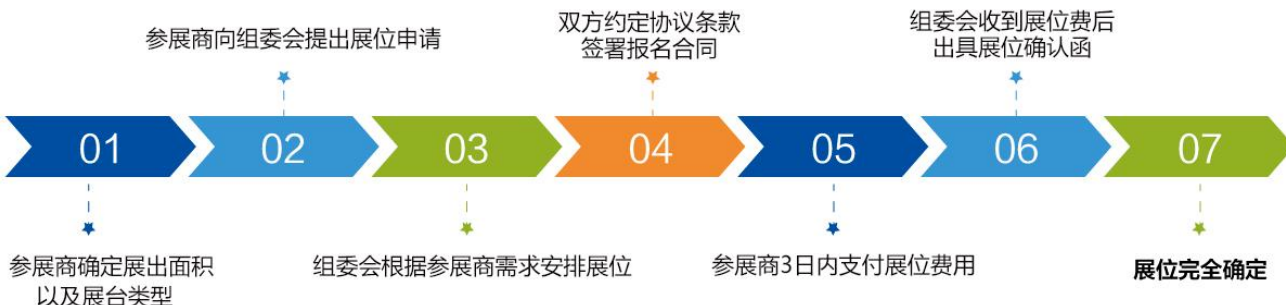 参展商向组委会提出展位申请
双方约定协议条款
签署报名合同
组委会收到展位费后
出具展位确认函
01
02
03
04
05
06
07
参展商确定展出面积
以及展台类型
组委会根据参展商需求安排展位
参展商3日内支付展位费用
展位完全确定